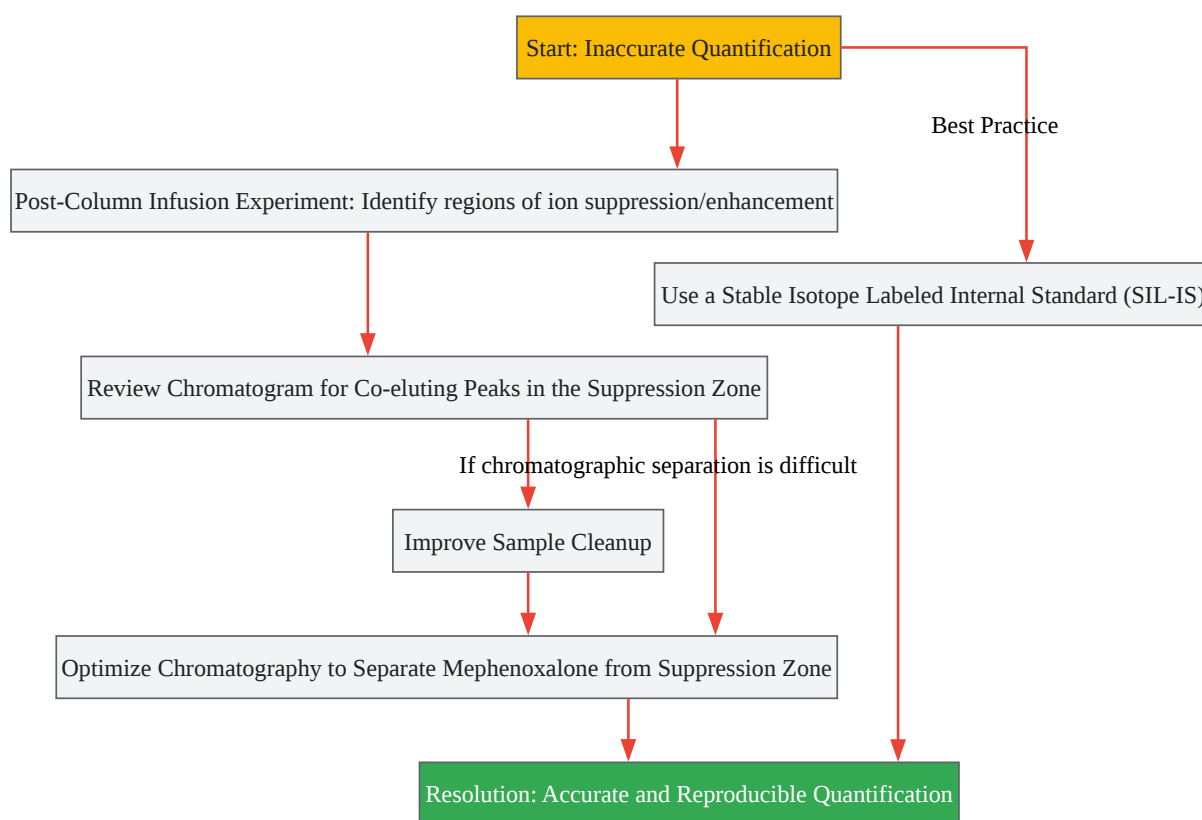 Start: Inaccurate Quantification
Best Practice
Post-Column Infusion Experiment: Identify regions of ion suppression/enhancement
Use a Stable Isotope Labeled Internal Standard (SIL-IS)
Review Chromatogram for Co-eluting Peaks in the Suppression Zone
If chromatographic separation is difficult
Improve Sample Cleanup
Optimize Chromatography to Separate Mephenoxalone from Suppression Zone
Resolution: Accurate and Reproducible Quantification